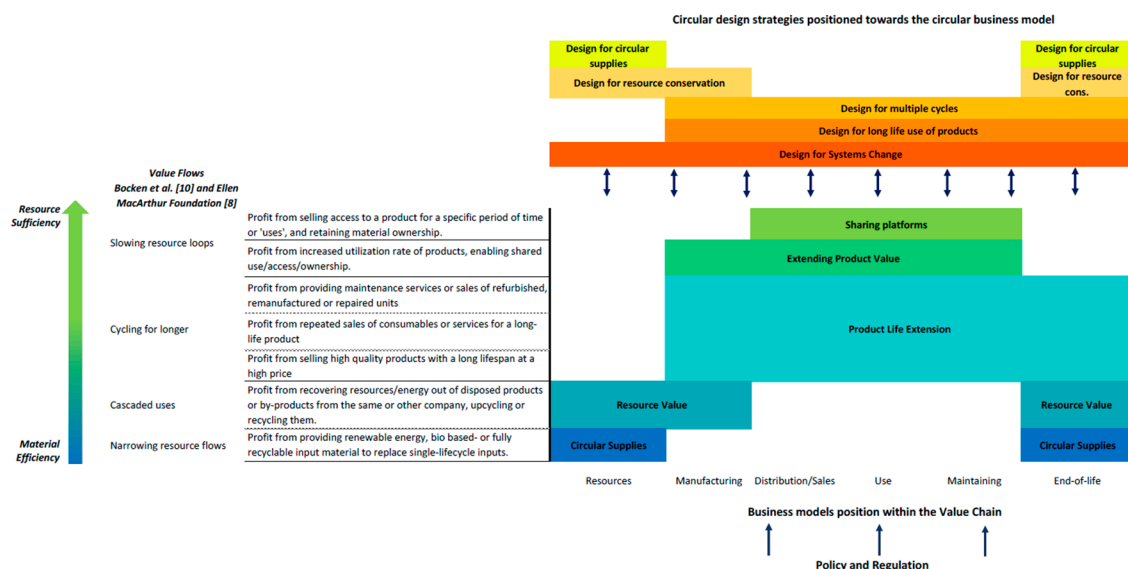 Circular design strategies positioned towards the circular business model
Design for circular
supplies
Design for circular
supplies
Design for resource conservation
Design for resource
cons.
Design for multiple cycles
Design for long life use of products
Design for Systems Change
Value Flows
Bocken et al. [10] and Ellen
MacArthur Foundation [8]
Resource
Sufficiency
Slowing resource loops
Profit from selling access to a product for a specific period of time
or 'uses', and retaining material ownership.
Sharing platforms
Profit from increased utilization rate of products, enabling shared
use/access/ownership.
Extending Product Value
Profit from providing maintenance services or sales of refurbished,
remanufactured or repaired units
Cycling for longer
Profit from repeated sales of consumables or services for a long-
life product
Product Life Extension
Profit from selling high quality products with a long lifespan at a
high price
Cascaded uses
Profit from recovering resources/energy out of disposed products
or by-products from the same or other company, upcycling or
recycling them.
Resource Value
Resource Value
Material
Efficiency
Narrowing resource flows
Profit from providing renewable energy, bio based- or fully
recyclable input material to replace single-lifecycle inputs.
Circular Supplies
Circular Supplies
Resources
Manufacturing
Distribution/Sales
Use
Maintaining
End-of-life
Business models position within the Value Chain
Policy and Regulation